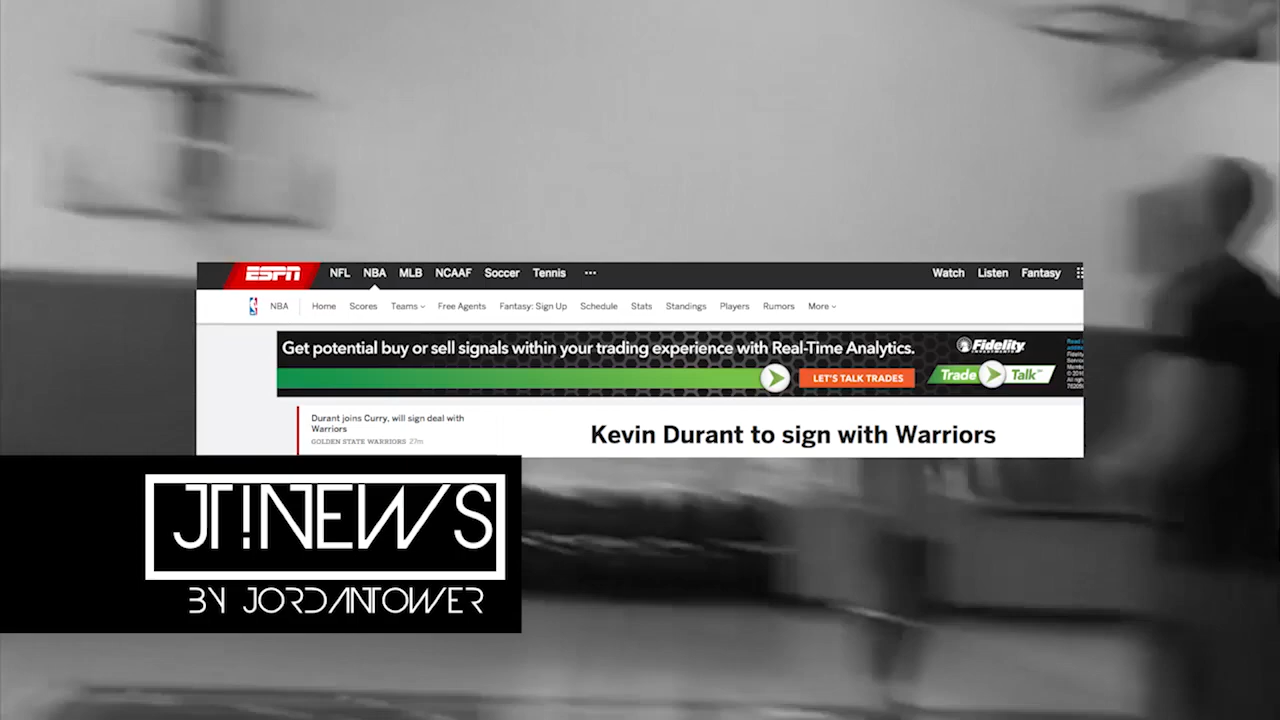 ESPN NFL NBA MLB NCAAF Soccer Tennis ••• Watch Listen Fantasy
NBA Home Scores Teams Free Agents Fantasy: Sign Up Schedule Stats Standings Players Rumors More
Get potential buy or sell signals within your trading experience with Real-Time Analytics.
Fidelity
INVESTMENTS
LET'S TALK TRADES
Trade Talk
Durant joins Curry, will sign deal with
Warriors
GOLDEN STATE WARRIORS 27m
Kevin Durant to sign with Warriors
JT!NEWS
BY JORDANTOWER